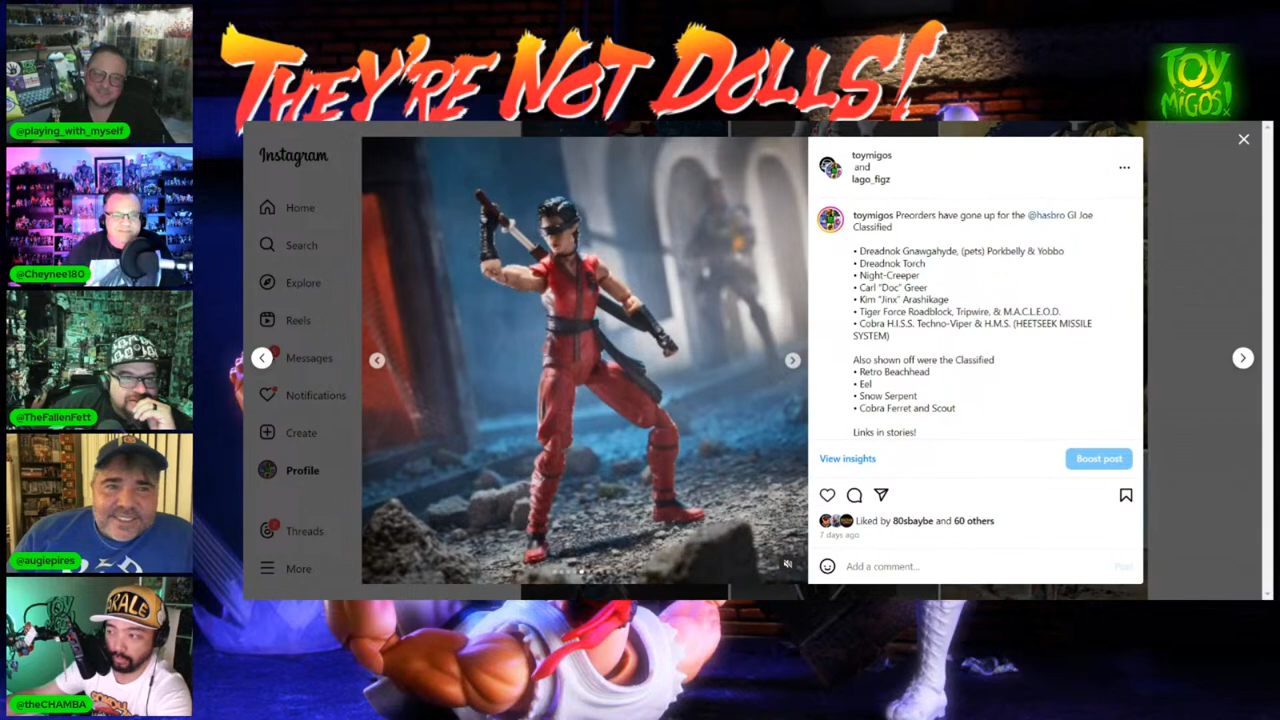 THEY'RE NOT DOLLS!
TOY
MIGOS!
@playing_with_myself
@Cheynee180
@TheFallenFett
@augiepires
@theCHAMBA
Instagram
Home
Search
Explore
Reels
Messages
Notifications
Create
Profile
Threads
More
toymigos
and
lago_figz
toymigos Preorders have gone up for the @hasbro GI Joe
Classified
• Dreadnok Gnawgahyde, (pets) Porkbelly & Yobbo
• Dreadnok Torch
• Night-Creeper
• Carl "Doc" Greer
• Kim "Jinx" Arashikage
• Tiger Force Roadblock, Tripwire, & M.A.C.L.E.O.D.
• Cobra H.I.S.S. Techno-Viper & H.M.S. (HEETSEEK MISSILE
SYSTEM)
Also shown off were the Classified
• Retro Beachhead
• Eel
• Snow Serpent
• Cobra Ferret and Scout
Links in stories!
View insights
Boost post
Liked by 80sbaybe and 60 others
7 days ago
Add a comment...
Post